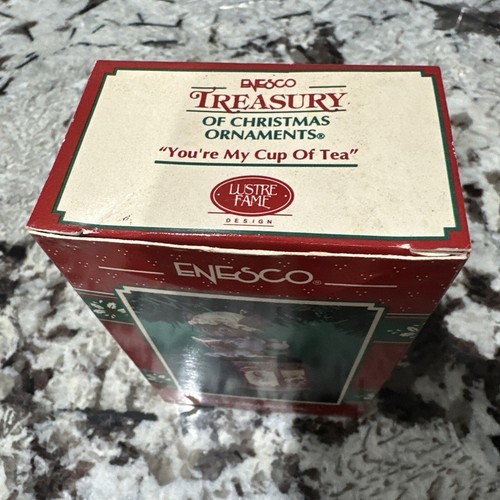 ENESCO
TREASURY
OF CHRISTMAS
ORNAMENTS®
“You're My Cup Of Tea”
LUSTRE
FAME
DESIGN
ENESCO®